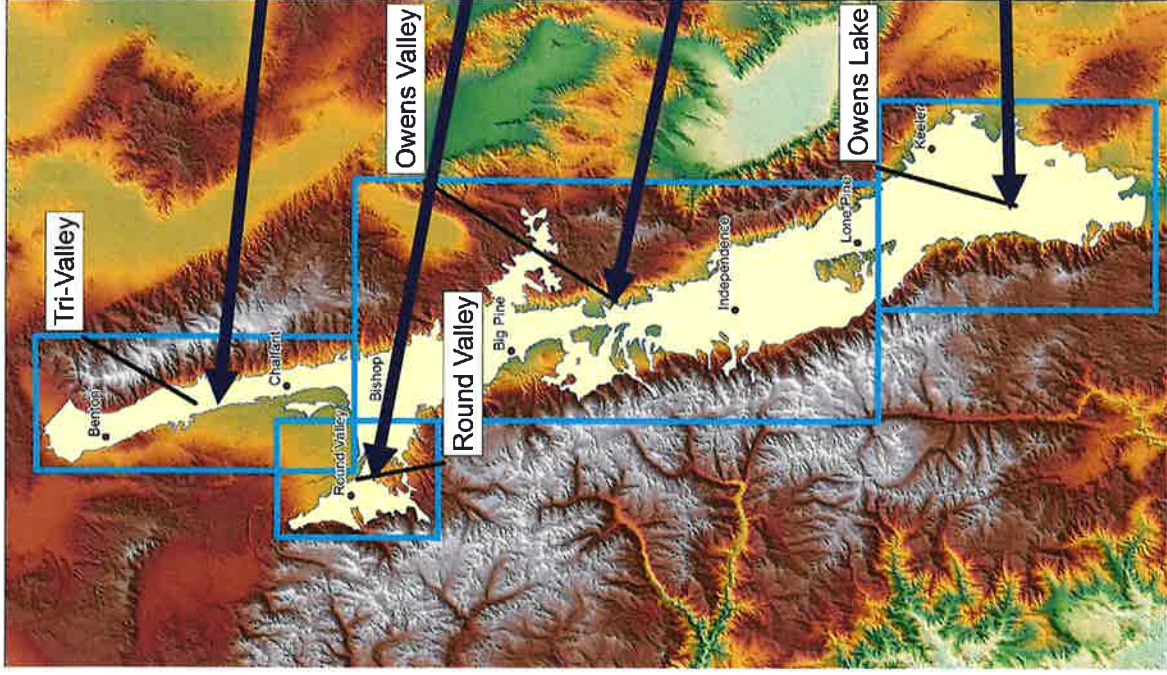 Tri-Valley
Benton
Chalfant
Round Valley
Bishop
Round Valley
Owens Valley
Big Pine
Independence
Lone Pine
Owens Lake
Keeler